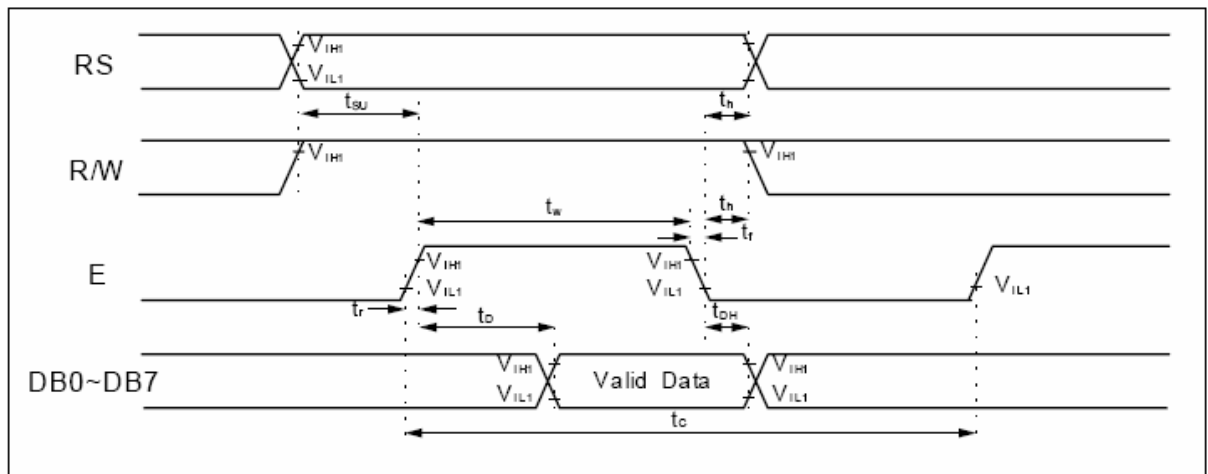 RS
VIH1
VIL1
tSU
th
R/W
VIH1
VIH1
tw
th
tf
E
VIH1
VIH1
VIL1
VIL1
VIL1
tr
tD
tDH
DB0~DB7
VIH1
Valid Data
VIH1
VIL1
VIL1
tC